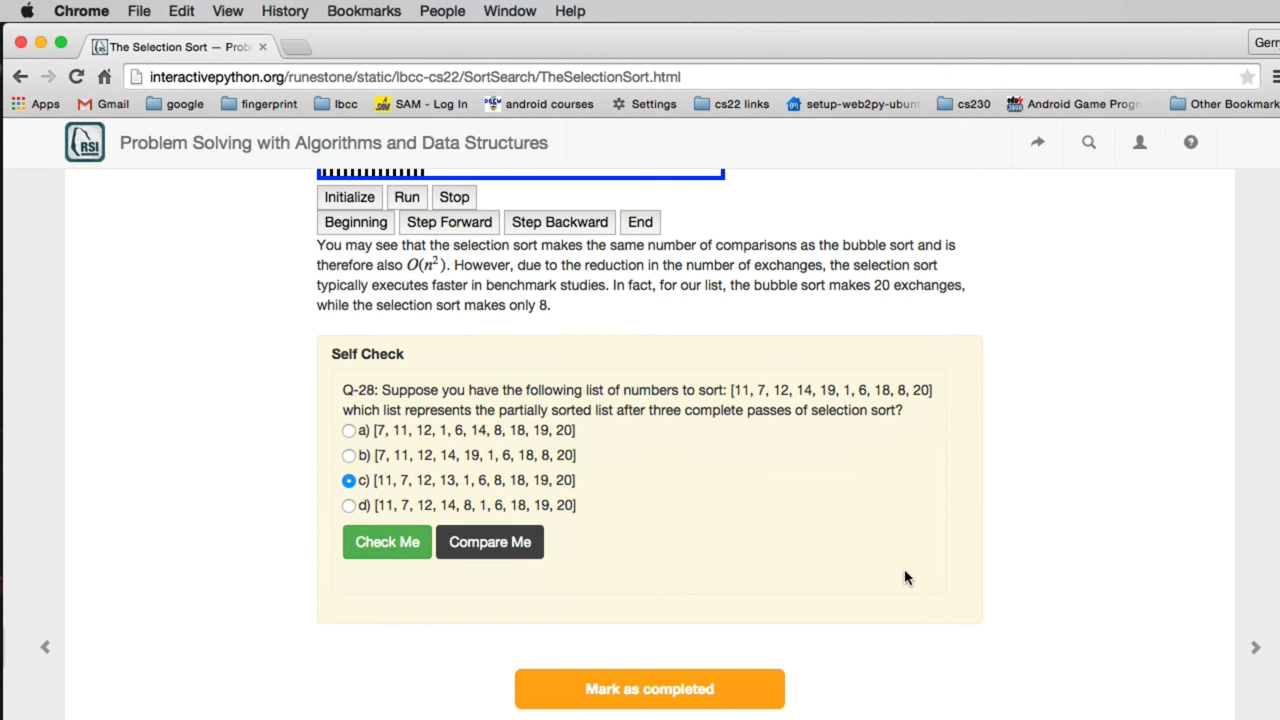 Chrome File Edit View History Bookmarks People Window Help
The Selection Sort — Prob
Gern
interactivepython.org/runestone/static/lbcc-cs22/SortSearch/TheSelectionSort.html
Apps Gmail google fingerprint lbcc SAM - Log In android courses Settings cs22 links setup-web2py-ubun cs230 Android Game Progr Other Bookmark
RSI Problem Solving with Algorithms and Data Structures
Initialize Run Stop
Beginning Step Forward Step Backward End
You may see that the selection sort makes the same number of comparisons as the bubble sort and is
therefore also O(n²). However, due to the reduction in the number of exchanges, the selection sort
typically executes faster in benchmark studies. In fact, for our list, the bubble sort makes 20 exchanges,
while the selection sort makes only 8.
Self Check
Q-28: Suppose you have the following list of numbers to sort: [11, 7, 12, 14, 19, 1, 6, 18, 8, 20]
which list represents the partially sorted list after three complete passes of selection sort?
a) [7, 11, 12, 1, 6, 14, 8, 18, 19, 20]
b) [7, 11, 12, 14, 19, 1, 6, 18, 8, 20]
c) [11, 7, 12, 13, 1, 6, 8, 18, 19, 20]
d) [11, 7, 12, 14, 8, 1, 6, 18, 19, 20]
Check Me Compare Me
Mark as completed